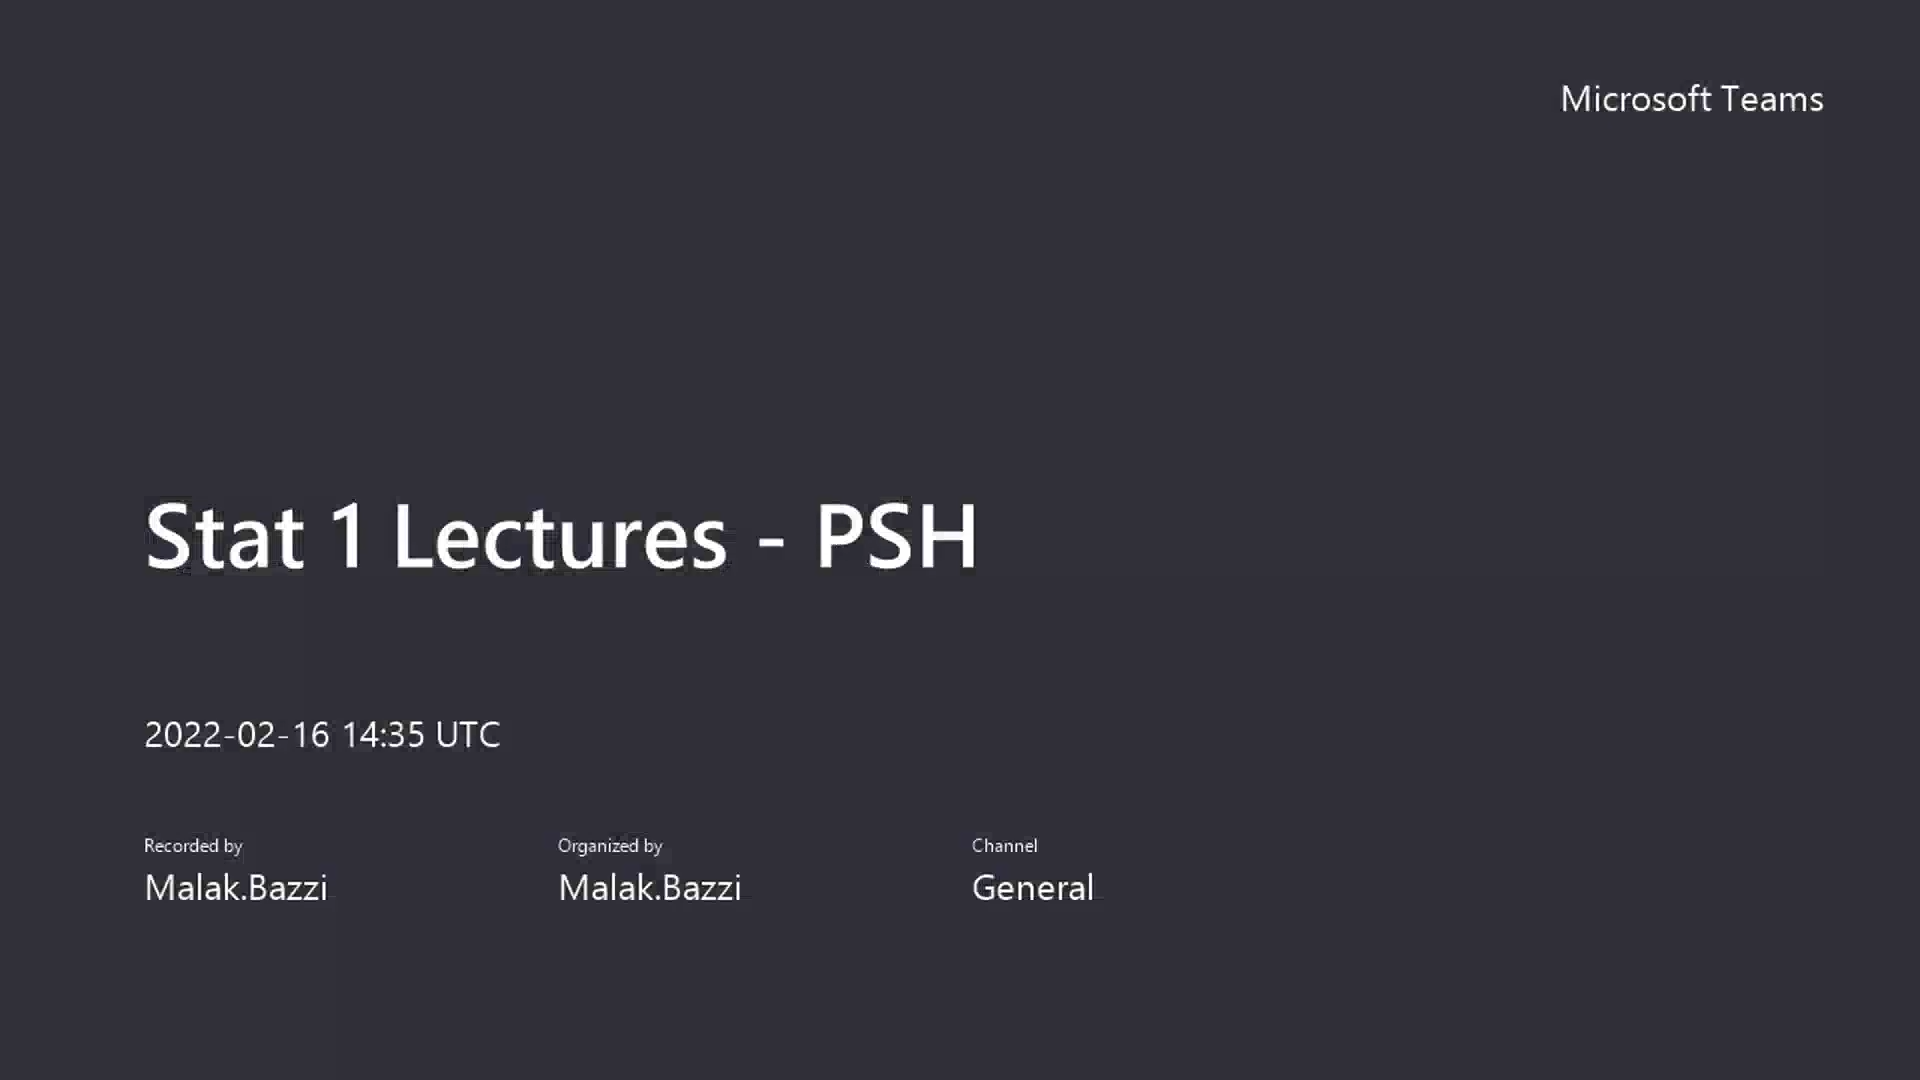 Microsoft Teams
Stat 1 Lectures - PSH
2022-02-16 14:35 UTC
Recorded by
Malak.Bazzi
Organized by
Malak.Bazzi
Channel
General